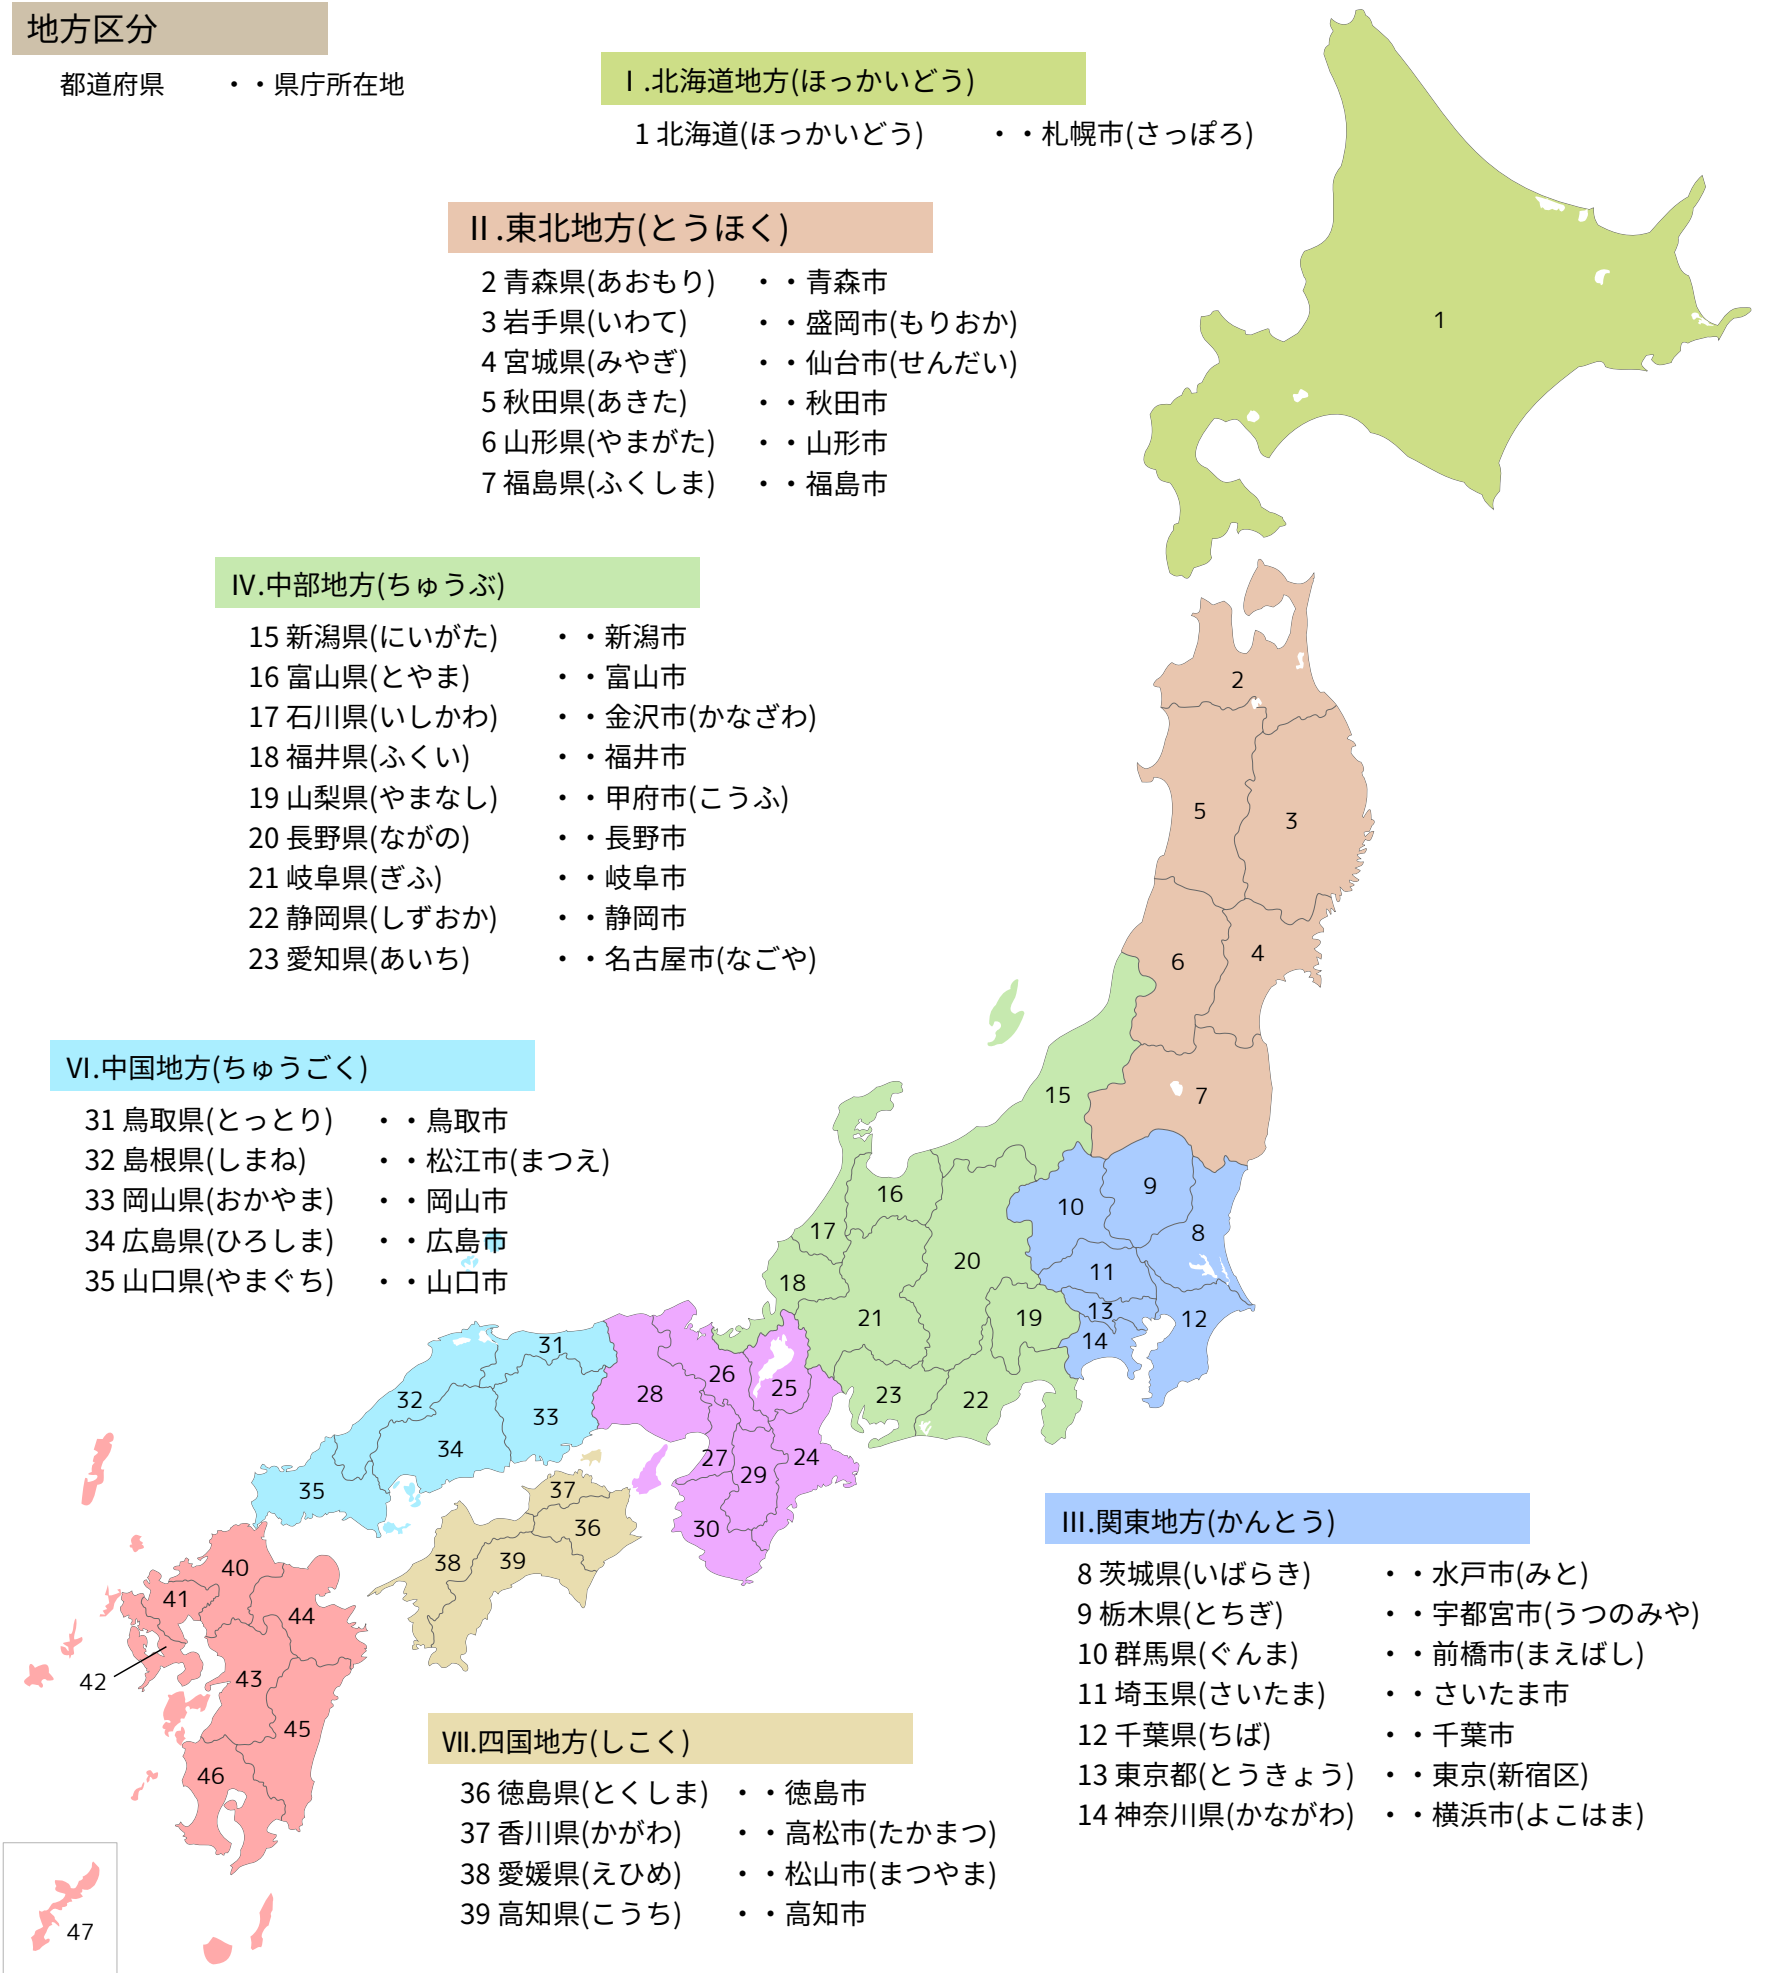 地方区分
都道府県 ・・県庁所在地
Ⅰ.北海道地方(ほっかいどう)
1 北海道(ほっかいどう) ・・札幌市(さっぽろ)
Ⅱ.東北地方(とうほく)
2 青森県(あおもり) ・・青森市
3 岩手県(いわて) ・・盛岡市(もりおか)
4 宮城県(みやぎ) ・・仙台市(せんだい)
5 秋田県(あきた) ・・秋田市
6 山形県(やまがた) ・・山形市
7 福島県(ふくしま) ・・福島市
Ⅳ.中部地方(ちゅうぶ)
15 新潟県(にいがた) ・・新潟市
16 富山県(とやま) ・・富山市
17 石川県(いしかわ) ・・金沢市(かなざわ)
18 福井県(ふくい) ・・福井市
19 山梨県(やまなし) ・・甲府市(こうふ)
20 長野県(ながの) ・・長野市
21 岐阜県(ぎふ) ・・岐阜市
22 静岡県(しずおか) ・・静岡市
23 愛知県(あいち) ・・名古屋市(なごや)
Ⅵ.中国地方(ちゅうごく)
31 鳥取県(とっとり) ・・鳥取市
32 島根県(しまね) ・・松江市(まつえ)
33 岡山県(おかやま) ・・岡山市
34 広島県(ひろしま) ・・広島市
35 山口県(やまぐち) ・・山口市
Ⅲ.関東地方(かんとう)
8 茨城県(いばらき) ・・水戸市(みと)
9 栃木県(とちぎ) ・・宇都宮市(うつのみや)
10 群馬県(ぐんま) ・・前橋市(まえばし)
11 埼玉県(さいたま) ・・さいたま市
12 千葉県(ちば) ・・千葉市
13 東京都(とうきょう) ・・東京(新宿区)
14 神奈川県(かながわ) ・・横浜市(よこはま)
Ⅶ.四国地方(しこく)
36 徳島県(とくしま) ・・徳島市
37 香川県(かがわ) ・・高松市(たかまつ)
38 愛媛県(えひめ) ・・松山市(まつやま)
39 高知県(こうち) ・・高知市
1
2
3
4
5
6
7
8
9
10
11
12
13
14
15
16
17
18
19
20
21
22
23
24
25
26
27
28
29
30
31
32
33
34
35
36
37
38
39
40
41
42
43
44
45
46
47